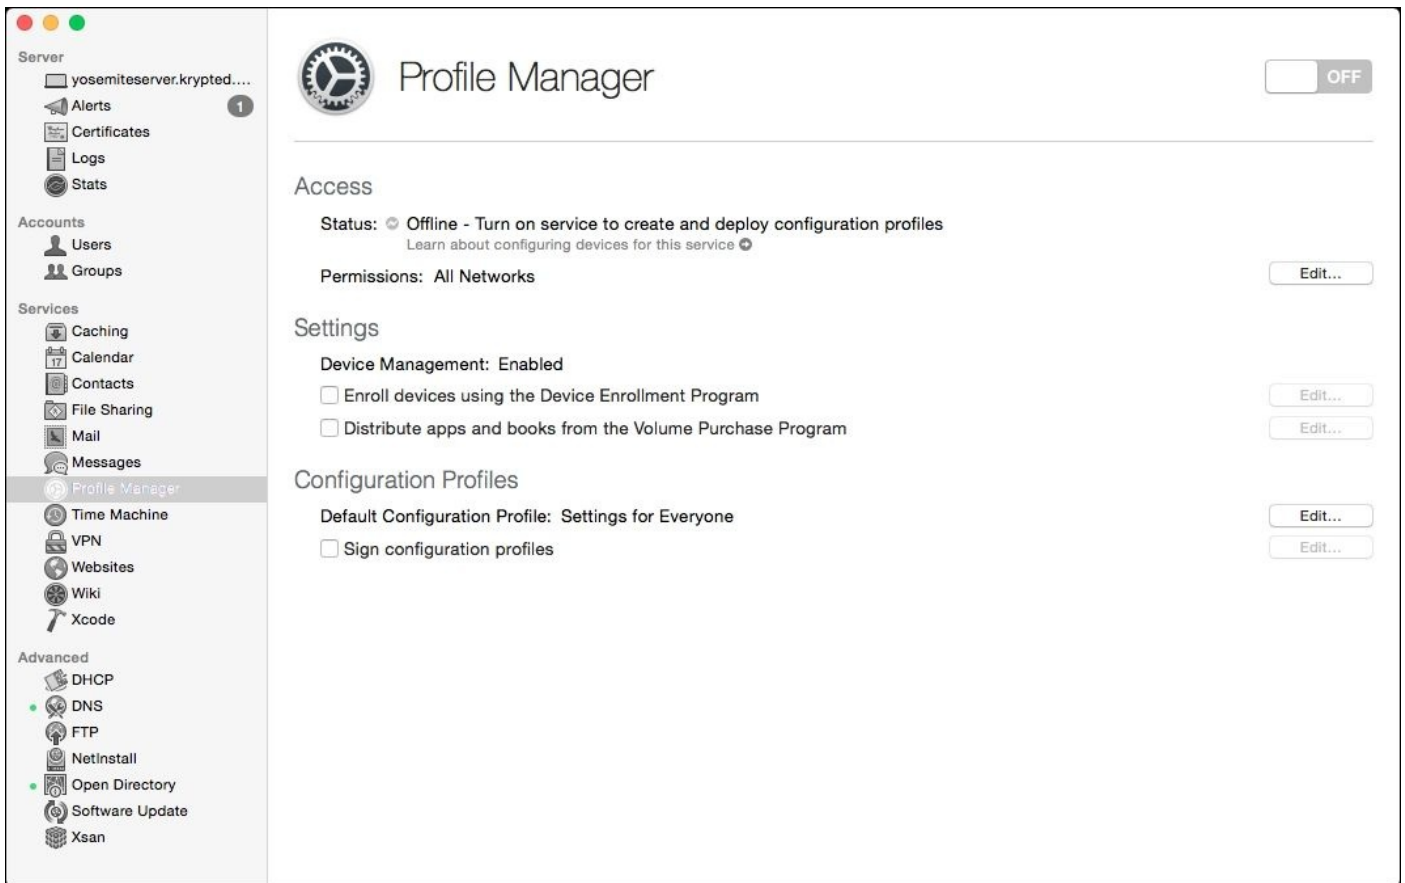 Server
yosemiteserver.krypted....
Alerts
1
Certificates
Logs
Stats
Accounts
Users
Groups
Services
Caching
17
Calendar
Contacts
File Sharing
Mail
Messages
Profile Manager
Time Machine
VPN
Websites
Wiki
Xcode
Advanced
DHCP
DNS
FTP
NetInstall
Open Directory
Software Update
Xsan
Profile Manager
OFF
Access
Status: Offline - Turn on service to create and deploy configuration profiles
Learn about configuring devices for this service
Permissions: All Networks
Edit...
Settings
Device Management: Enabled
Enroll devices using the Device Enrollment Program
Edit...
Distribute apps and books from the Volume Purchase Program
Edit...
Configuration Profiles
Default Configuration Profile: Settings for Everyone
Edit...
Sign configuration profiles
Edit...